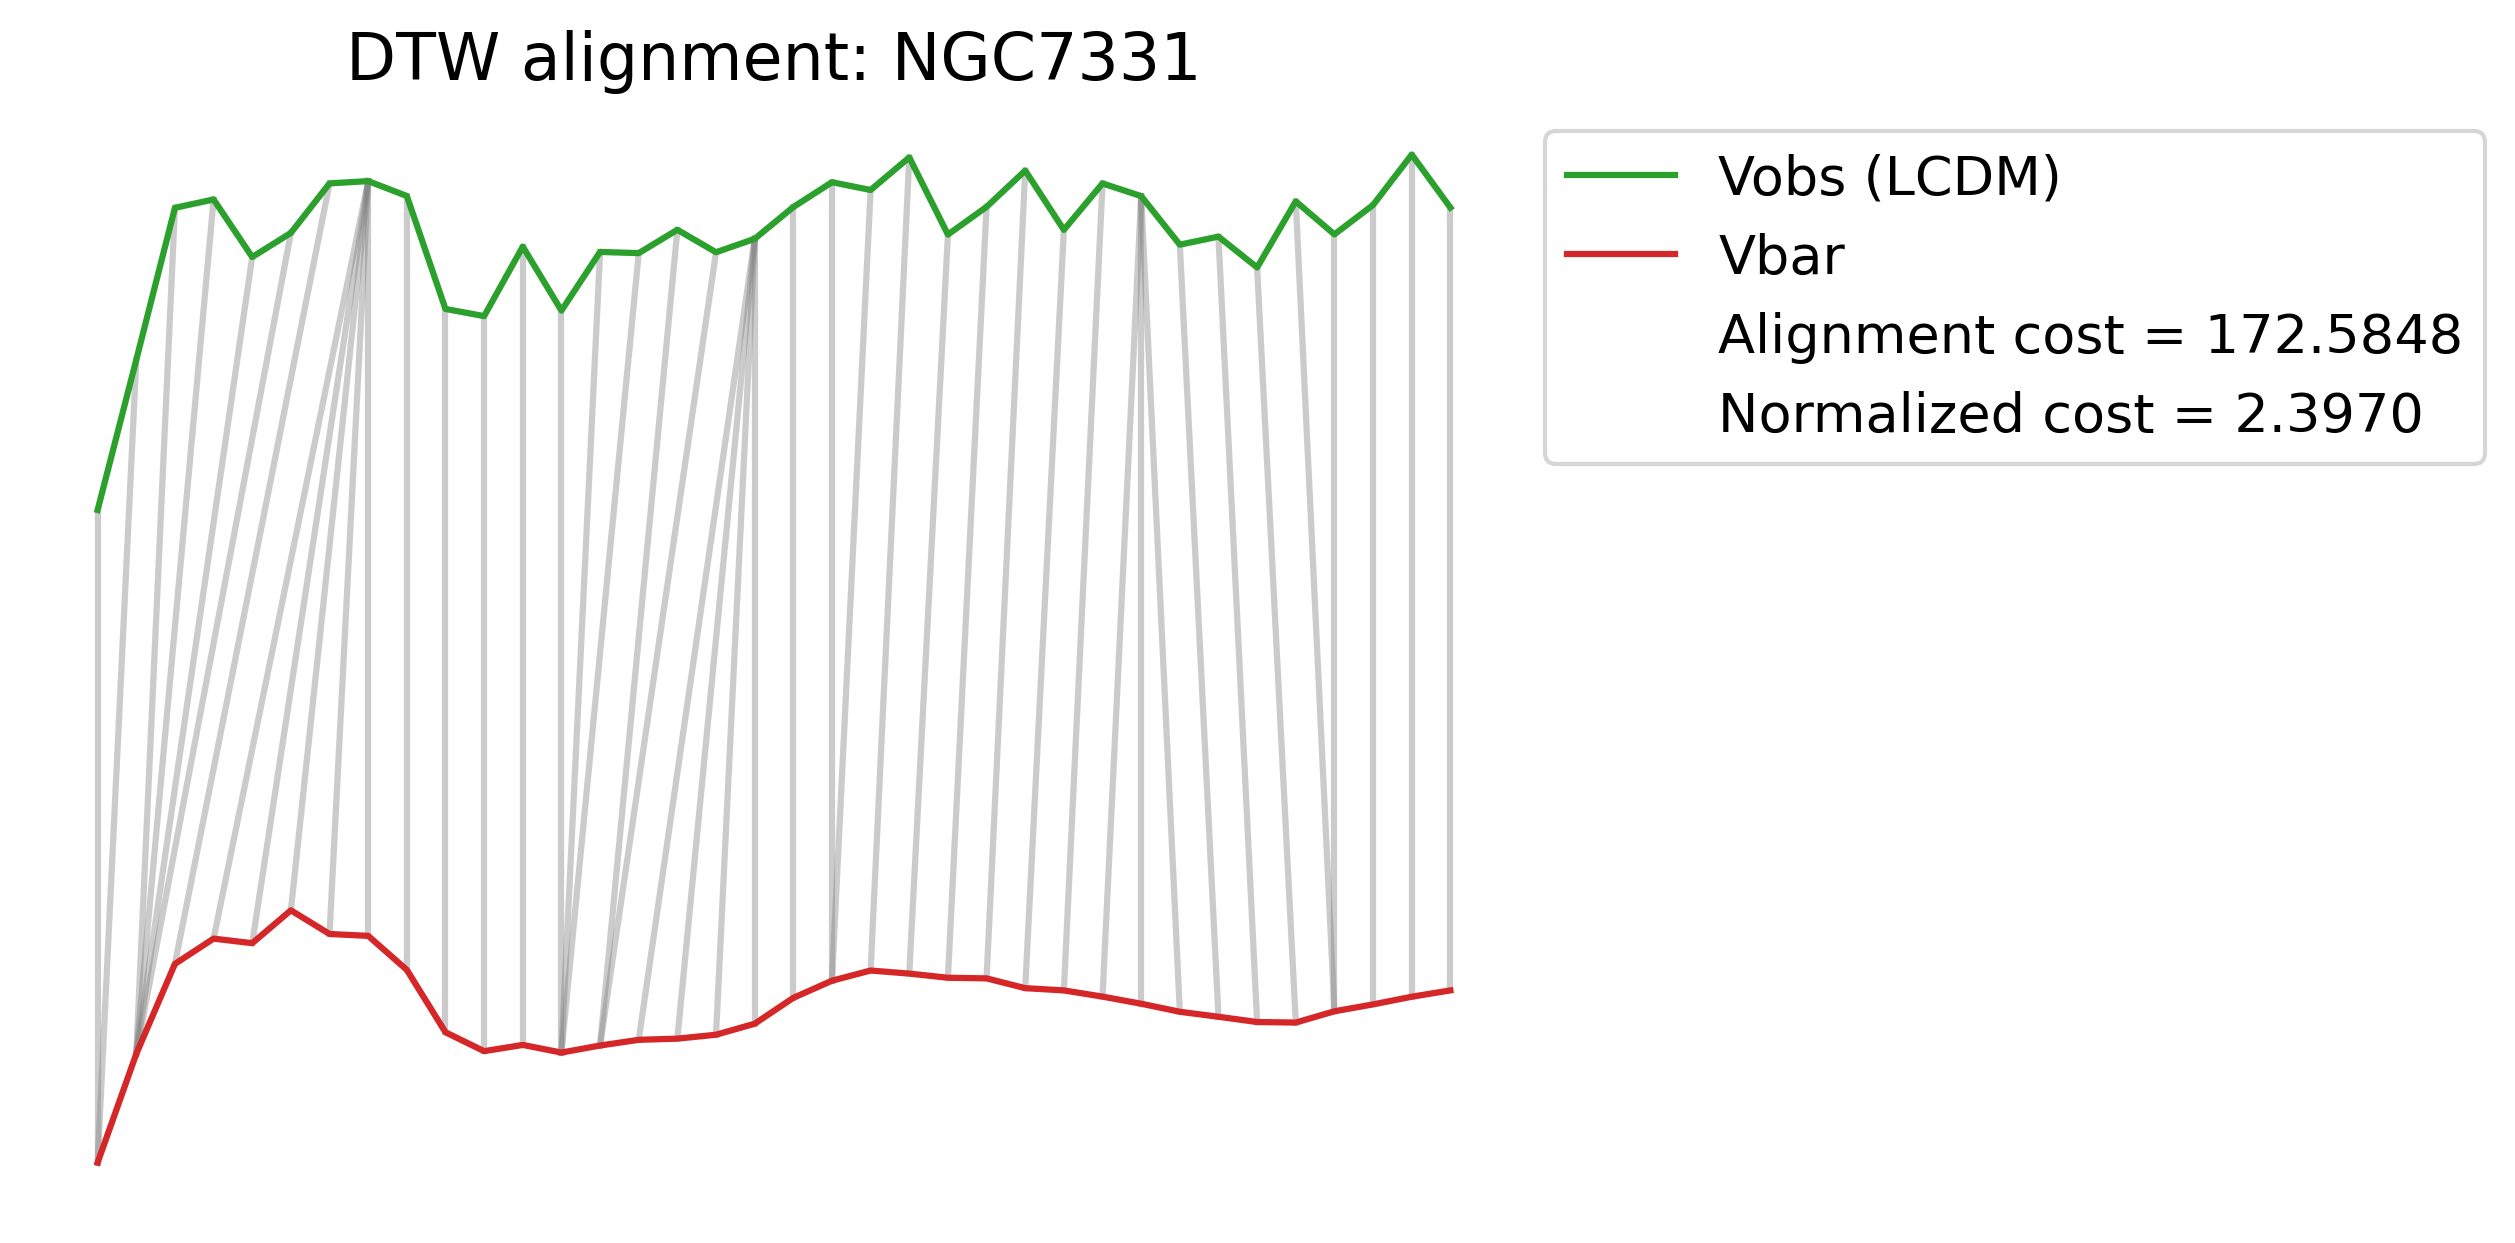 DTW alignment: NGC7331
Vobs (LCDM)
Vbar
Alignment cost = 172.5848
Normalized cost = 2.3970